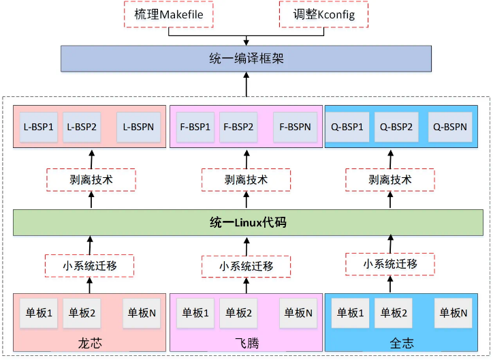 梳理Makefile
调整Kconfig
统一编译框架
L-BSP1 L-BSP2 L-BSPN
F-BSP1 F-BSP2 F-BSPN
Q-BSP1 Q-BSP2 Q-BSPN
剥离技术
剥离技术
剥离技术
统一Linux代码
小系统迁移
小系统迁移
小系统迁移
单板1 单板2 单板N
单板1 单板2 单板N
单板1 单板2 单板N
龙芯
飞腾
全志